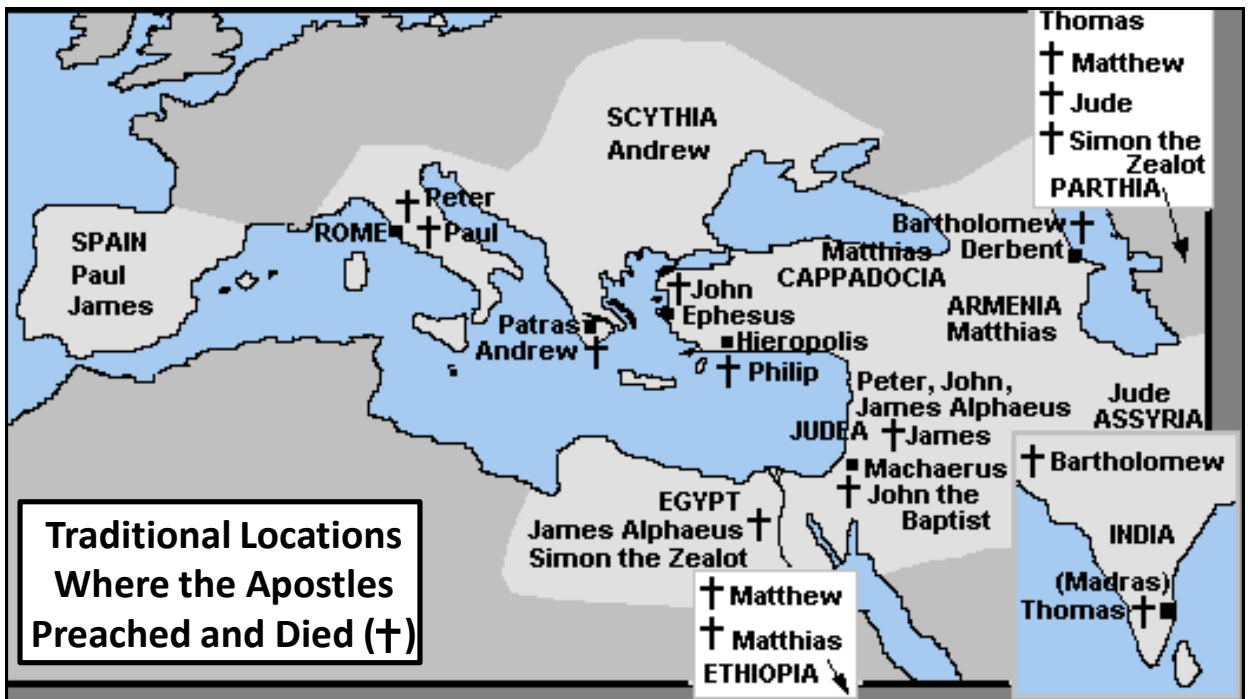 Thomas
† Matthew
† Jude
† Simon the
Zealot
PARTHIA
SCYTHIA
Andrew
† Peter
ROME
† Paul
SPAIN
Paul
James
Bartholomew †
Matthias
Derbent
CAPPADOCIA
† John
Ephesus
ARMENIA
Matthias
Patras
Andrew †
Hieropolis
† Philip
Peter, John,
James Alphaeus
JUDEA
† James
Jude
ASSYRIA
Machaerus
† John the
Baptist
EGYPT
James Alphaeus †
Simon the Zealot
† Bartholomew
INDIA
(Madras)
Thomas †
† Matthew
† Matthias
ETHIOPIA
Traditional Locations
Where the Apostles
Preached and Died (†)